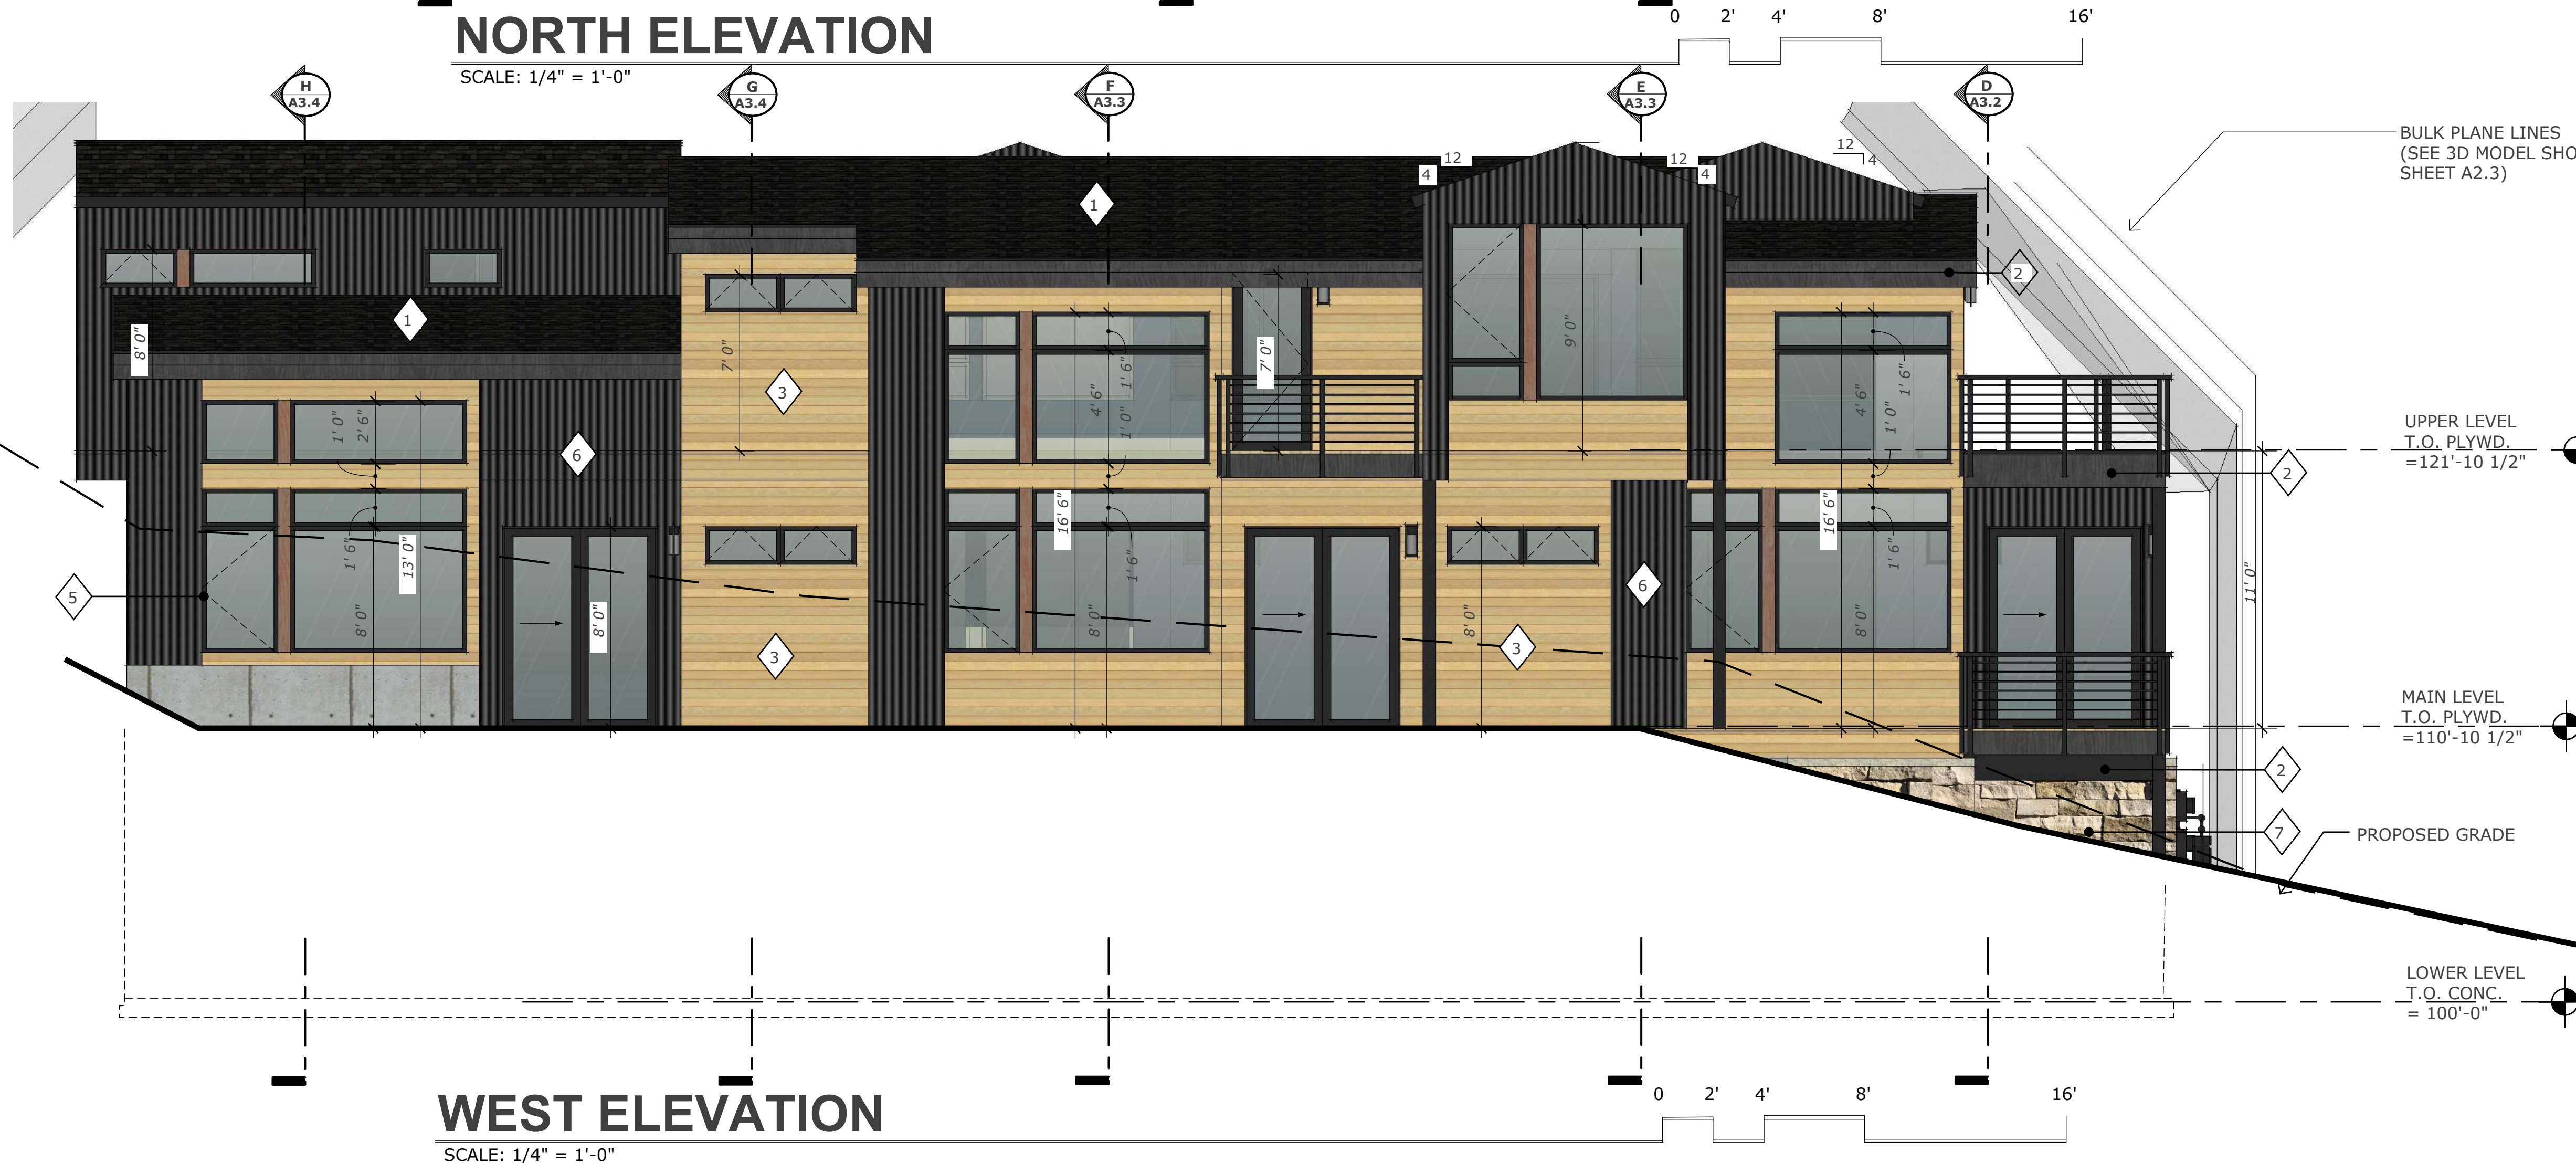 NORTH ELEVATION
SCALE: 1/4" = 1'-0"
0 2' 4' 8' 16'
H
A3.4
G
A3.4
F
A3.3
E
A3.3
D
A3.2
BULK PLANE LINES
(SEE 3D MODEL SHO
SHEET A2.3)
12
4
12
4
12
4
1
1
2
8' 0"
7' 0"
3
7' 0"
9' 0"
1' 0"
2' 6"
4' 6"
1' 6"
1' 0"
4' 6"
1' 0"
1' 6"
6
UPPER LEVEL
T.O. PLYWD.
=121'-10 1/2"
2
5
1' 6"
13' 0"
8' 0"
8' 0"
3
16' 6"
1' 6"
8' 0"
8' 0"
3
6
16' 6"
1' 6"
8' 0"
11' 0"
MAIN LEVEL
T.O. PLYWD.
=110'-10 1/2"
2
7
PROPOSED GRADE
LOWER LEVEL
T.O. CONC.
= 100'-0"
WEST ELEVATION
SCALE: 1/4" = 1'-0"
0 2' 4' 8' 16'